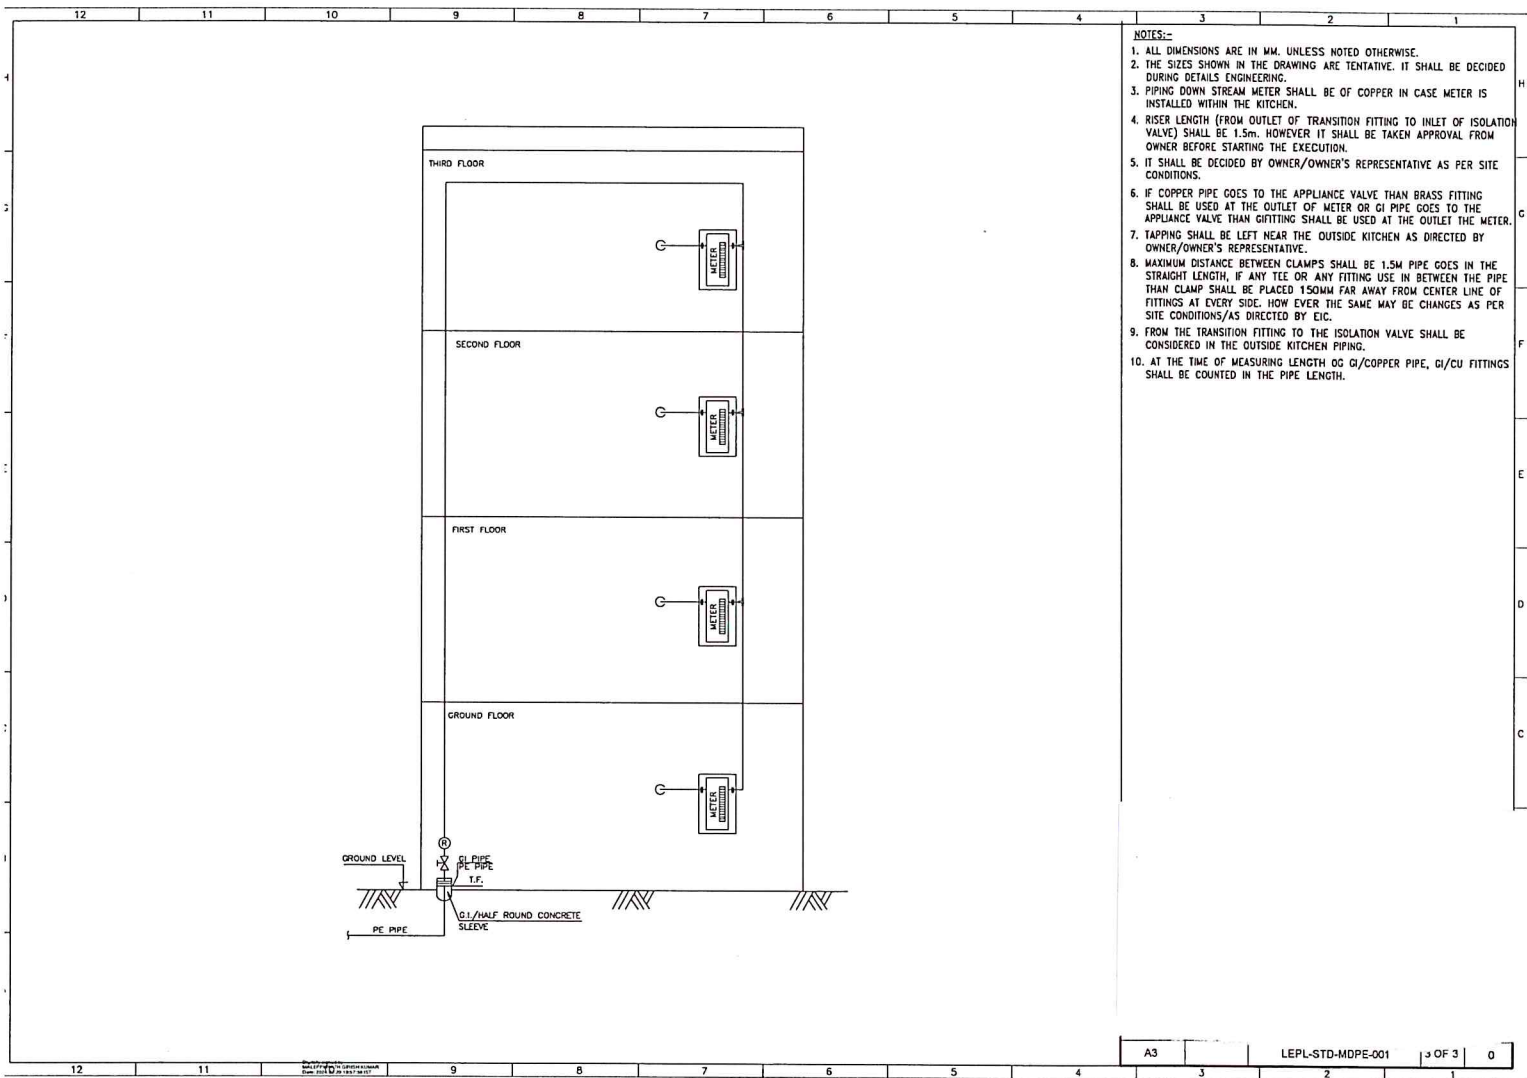 12 11 10 9 8 7 6 5 4 3 2 1
NOTES:-
1. ALL DIMENSIONS ARE IN MM. UNLESS NOTED OTHERWISE.
2. THE SIZES SHOWN IN THE DRAWING ARE TENTATIVE. IT SHALL BE DECIDED
DURING DETAILS ENGINEERING.
3. PIPING DOWN STREAM METER SHALL BE OF COPPER IN CASE METER IS
INSTALLED WITHIN THE KITCHEN.
4. RISER LENGTH (FROM OUTLET OF TRANSITION FITTING TO INLET OF ISOLATION
VALVE) SHALL BE 1.5m. HOWEVER IT SHALL BE TAKEN APPROVAL FROM
OWNER BEFORE STARTING THE EXECUTION.
5. IT SHALL BE DECIDED BY OWNER/OWNER'S REPRESENTATIVE AS PER SITE
CONDITIONS.
6. IF COPPER PIPE GOES TO THE APPLIANCE VALVE THAN BRASS FITTING
SHALL BE USED AT THE OUTLET OF METER OR GI PIPE GOES TO THE
APPLIANCE VALVE THAN GIFITTING SHALL BE USED AT THE OUTLET THE METER.
7. TAPPING SHALL BE LEFT NEAR THE OUTSIDE KITCHEN AS DIRECTED BY
OWNER/OWNER'S REPRESENTATIVE.
8. MAXIMUM DISTANCE BETWEEN CLAMPS SHALL BE 1.5M PIPE GOES IN THE
STRAIGHT LENGTH, IF ANY TEE OR ANY FITTING USE IN BETWEEN THE PIPE
THAN CLAMP SHALL BE PLACED 150MM FAR AWAY FROM CENTER LINE OF
FITTINGS AT EVERY SIDE. HOW EVER THE SAME MAY BE CHANGES AS PER
SITE CONDITIONS/AS DIRECTED BY EIC.
9. FROM THE TRANSITION FITTING TO THE ISOLATION VALVE SHALL BE
CONSIDERED IN THE OUTSIDE KITCHEN PIPING.
10. AT THE TIME OF MEASURING LENGTH OG GI/COPPER PIPE, GI/CU FITTINGS
SHALL BE COUNTED IN THE PIPE LENGTH.
H
G
F
E
D
C
THIRD FLOOR
METER
SECOND FLOOR
METER
FIRST FLOOR
METER
GROUND FLOOR
METER
R
GROUND LEVEL
GI PIPE
PE PIPE
T.F.
G.I./HALF ROUND CONCRETE
SLEEVE
PE PIPE
A3 LEPL-STD-MDPE-001 3 OF 3 0
12 11 9 8 7 6 5 4 3 2 1